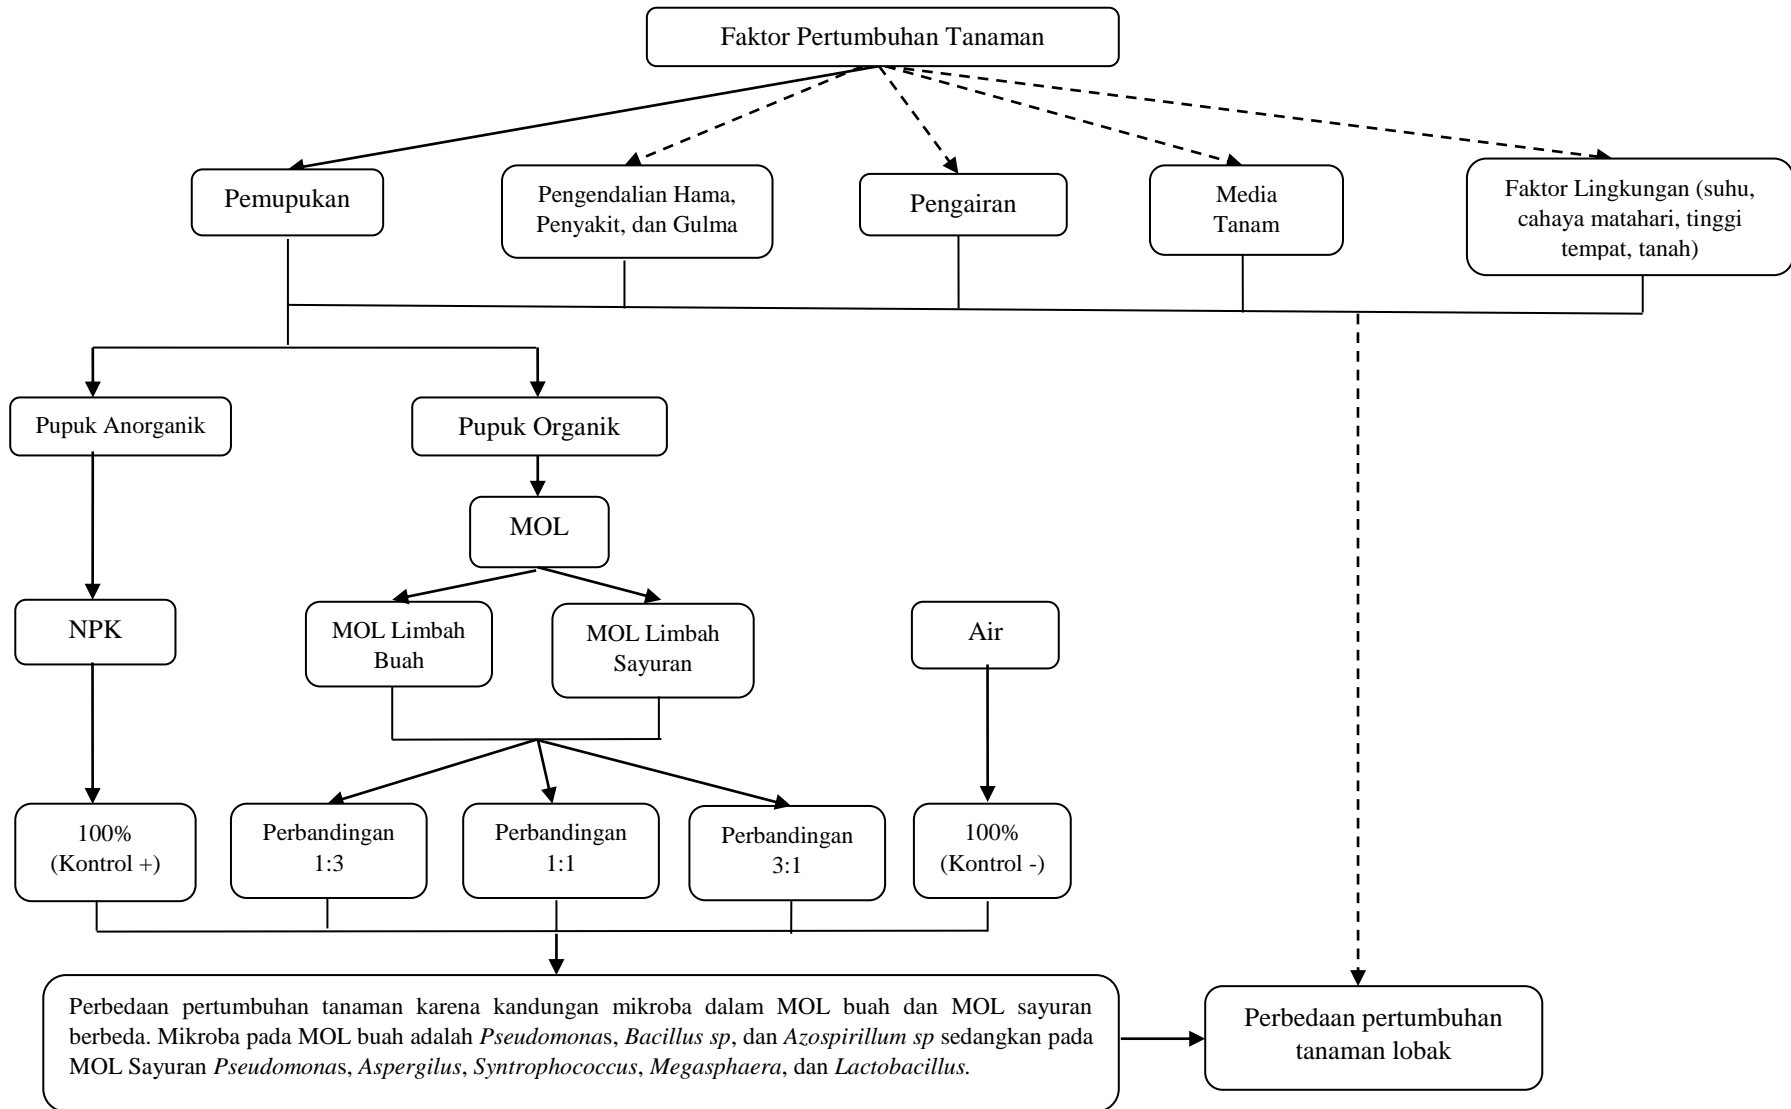 Faktor Pertumbuhan Tanaman
Pemupukan
Pengendalian Hama,
Penyakit, dan Gulma
Pengairan
Media
Tanam
Faktor Lingkungan (suhu,
cahaya matahari, tinggi
tempat, tanah)
Pupuk Anorganik
Pupuk Organik
MOL
NPK
MOL Limbah
Buah
MOL Limbah
Sayuran
Air
100%
(Kontrol +)
Perbandingan
1:3
Perbandingan
1:1
Perbandingan
3:1
100%
(Kontrol -)
Perbedaan pertumbuhan tanaman karena kandungan mikroba dalam MOL buah dan MOL sayuran
berbeda. Mikroba pada MOL buah adalah Pseudomonas, Bacillus sp, dan Azospirillum sp sedangkan pada
MOL Sayuran Pseudomonas, Aspergilus, Syntrophococcus, Megasphaera, dan Lactobacillus.
Perbedaan pertumbuhan
tanaman lobak